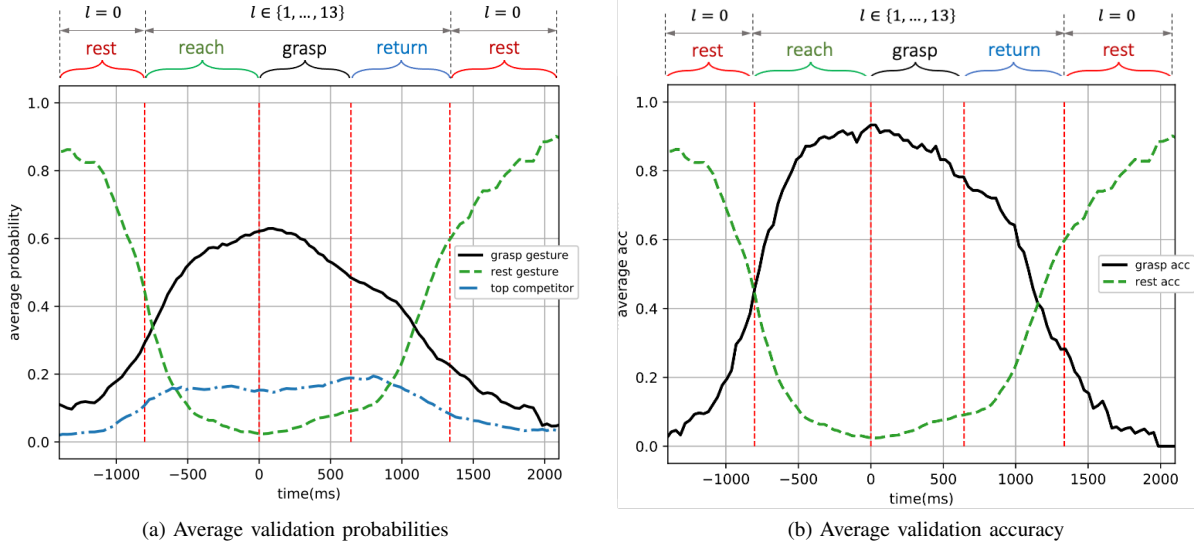 l = 0
l ∈ {1, ..., 13}
l = 0
rest
reach
grasp
return
rest
1.0
0.8
0.6
0.4
0.2
0.0
average probability
grasp gesture
rest gesture
top competitor
−1000
−500
0
500
1000
1500
2000
time(ms)
(a) Average validation probabilities
l = 0
l ∈ {1, ..., 13}
l = 0
rest
reach
grasp
return
rest
1.0
0.8
0.6
0.4
0.2
0.0
average acc
grasp acc
rest acc
−1000
−500
0
500
1000
1500
2000
time(ms)
(b) Average validation accuracy